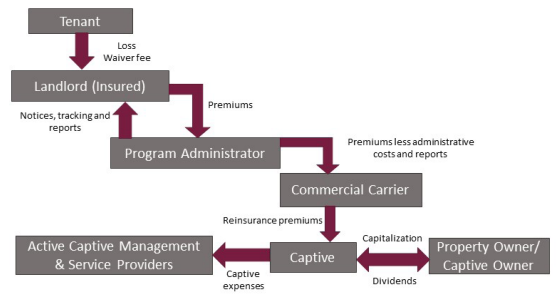 Tenant
Loss
Waiver fee
Landlord (Insured)
Notices, tracking and
reports
Premiums
Program Administrator
Premiums less administrative
costs and reports
Commercial Carrier
Reinsurance premiums
Capitalization
Active Captive Management
& Service Providers
Captive
expenses
Captive
Dividends
Property Owner/
Captive Owner